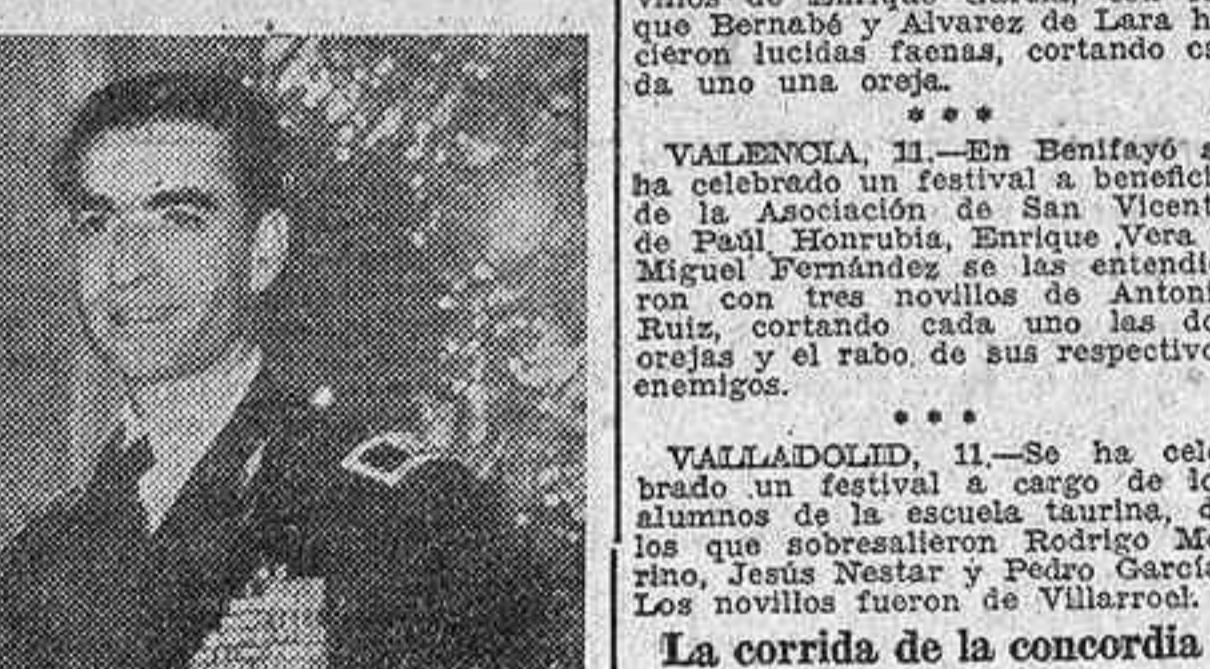 que Bernabé y Alvarez de Lara h
cieron lucidas faenas, cortando c
da uno una oreja.
* * *
VALENCIA, 11.—En Benifayó s
ha celebrado un festival a benefici
de la Asociación de San Vicent
de Paúl Honrubia, Enrique Vera
Miguel Fernández se las entendie
ron con tres novillos de Antoni
Ruiz, cortando cada uno las do
orejas y el rabo de sus respectivo
enemigos.
* * *
VALLADOLID, 11.—Se ha cele
brado un festival a cargo de lo
alumnos de la escuela taurina, d
los que sobresalieron Rodrigo Me
rino, Jesús Nestar y Pedro García
Los novillos fueron de Villarroel.
La corrida de la concordia